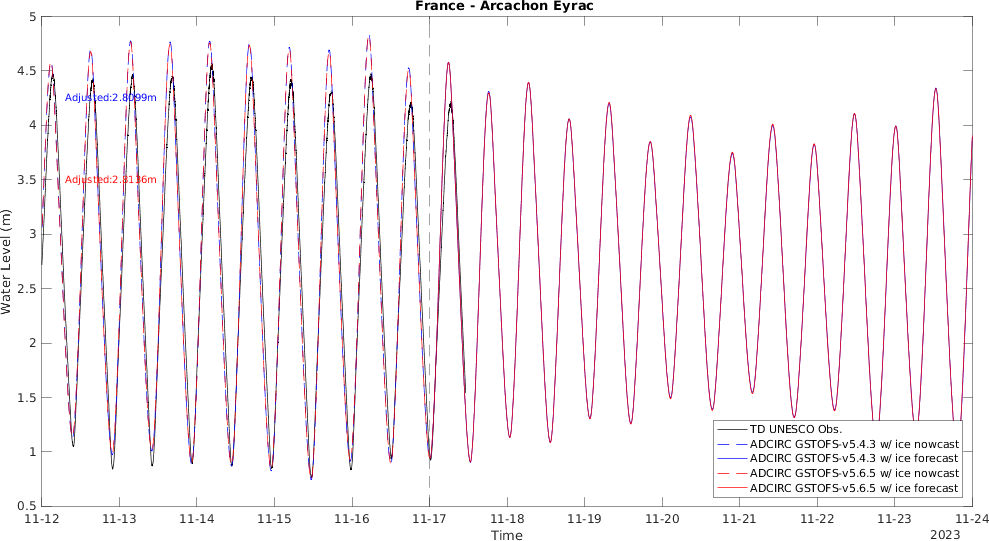 France - Arcachon Eyrac
5
4.5
Adjusted:2.8099m
4
3.5
Adjusted:2.8136m
3
Water Level (m)
2.5
2
1.5
1
0.5
TD UNESCO Obs.
ADCIRC GSTOFS-v5.4.3 w/ ice nowcast
ADCIRC GSTOFS-v5.4.3 w/ ice forecast
ADCIRC GSTOFS-v5.6.5 w/ ice nowcast
ADCIRC GSTOFS-v5.6.5 w/ ice forecast
11-12 11-13 11-14 11-15 11-16 11-17 11-18 11-19 11-20 11-21 11-22 11-23 11-24
Time
2023